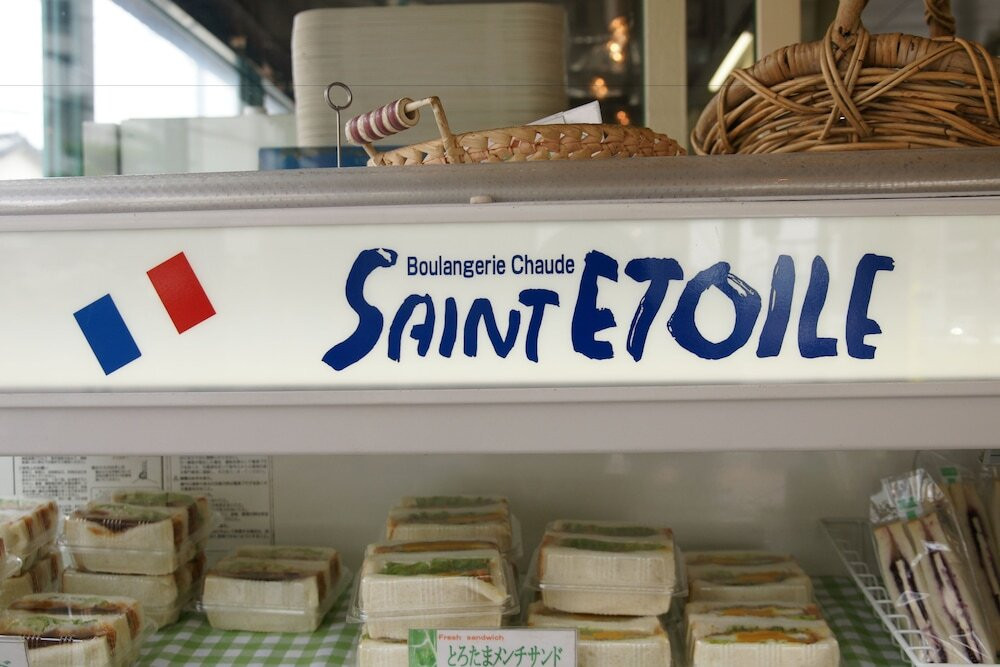 Boulangerie Chaude
SAINT ETOILE
Fresh sandwich
とろたまメンチサンド